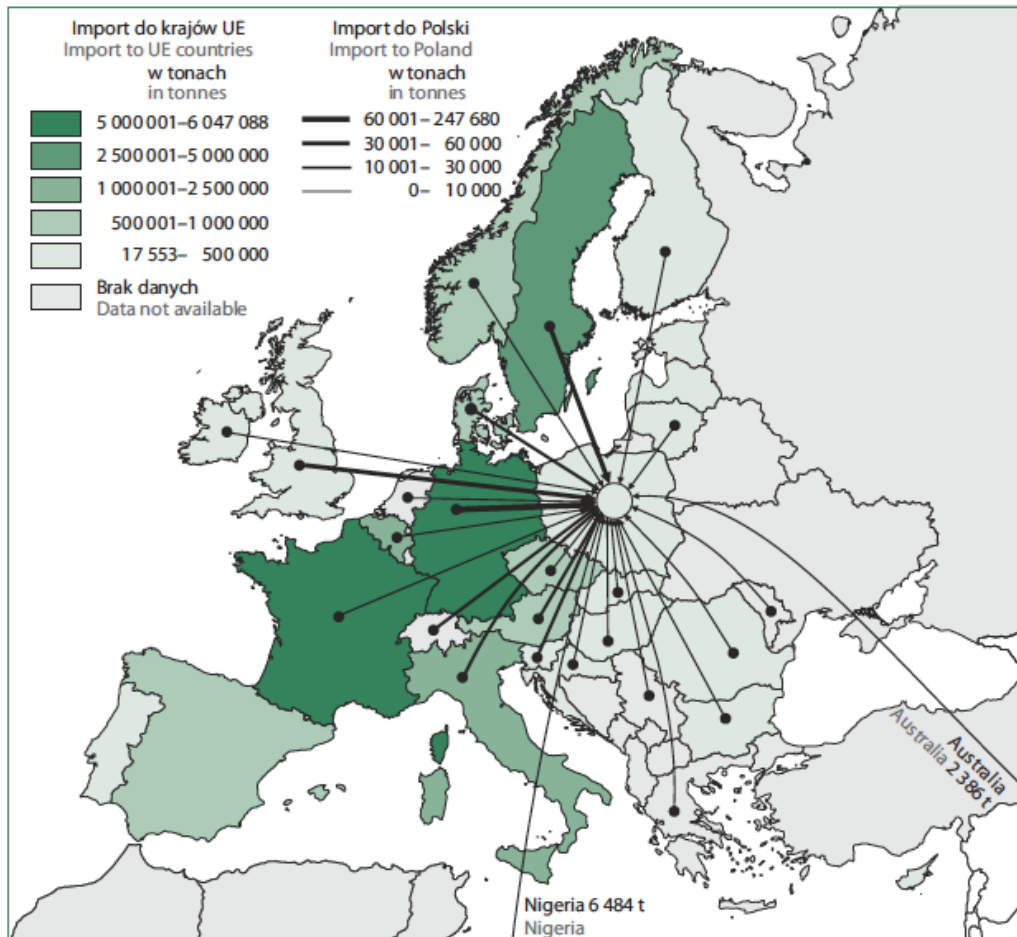 Import do krajów UE
Import to UE countries
w tonach
in tonnes
5 000 001–6 047 088
2 500 001–5 000 000
1 000 001–2 500 000
500 001–1 000 000
17 553– 500 000
Brak danych
Data not available
Import do Polski
Import to Poland
w tonach
in tonnes
60 001– 247 680
30 001– 60 000
10 001– 30 000
0– 10 000
Australia
Australia 2 386 t
Nigeria 6 484 t
Nigeria